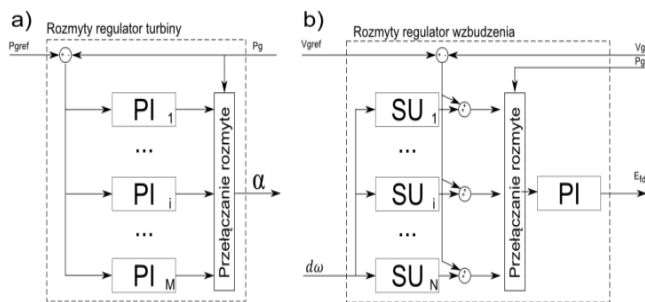 a)
Rozmyty regulator turbiny
Pgref
Pg
PI 1
...
PI i
...
PI M
Przełączanie rozmyte
α
b)
Rozmyty regulator wzbudzenia
Vgref
Vg
Pg
SU 1
...
SU i
...
SU N
dω
Przełączanie rozmyte
PI
Efd